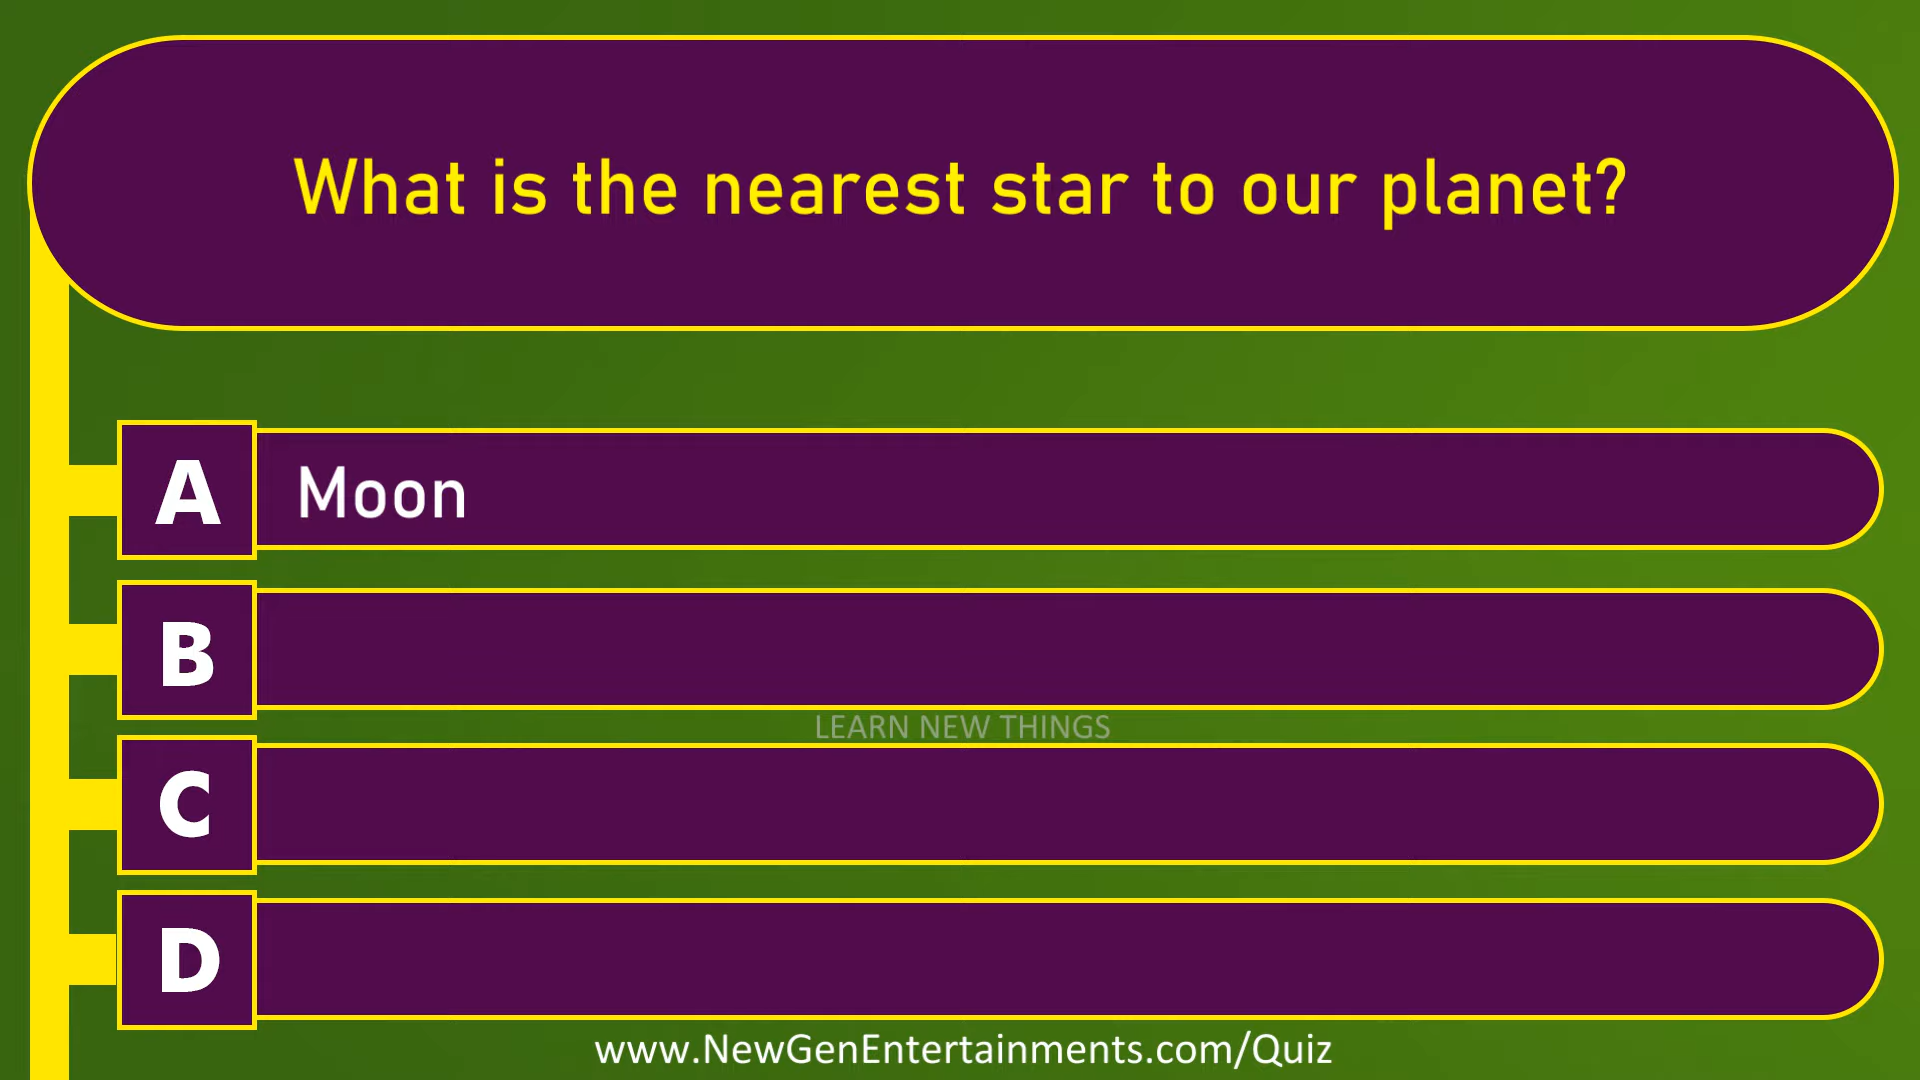 What is the nearest star to our planet?
A Moon
B
LEARN NEW THINGS
C
D
www.NewGenEntertainments.com/Quiz